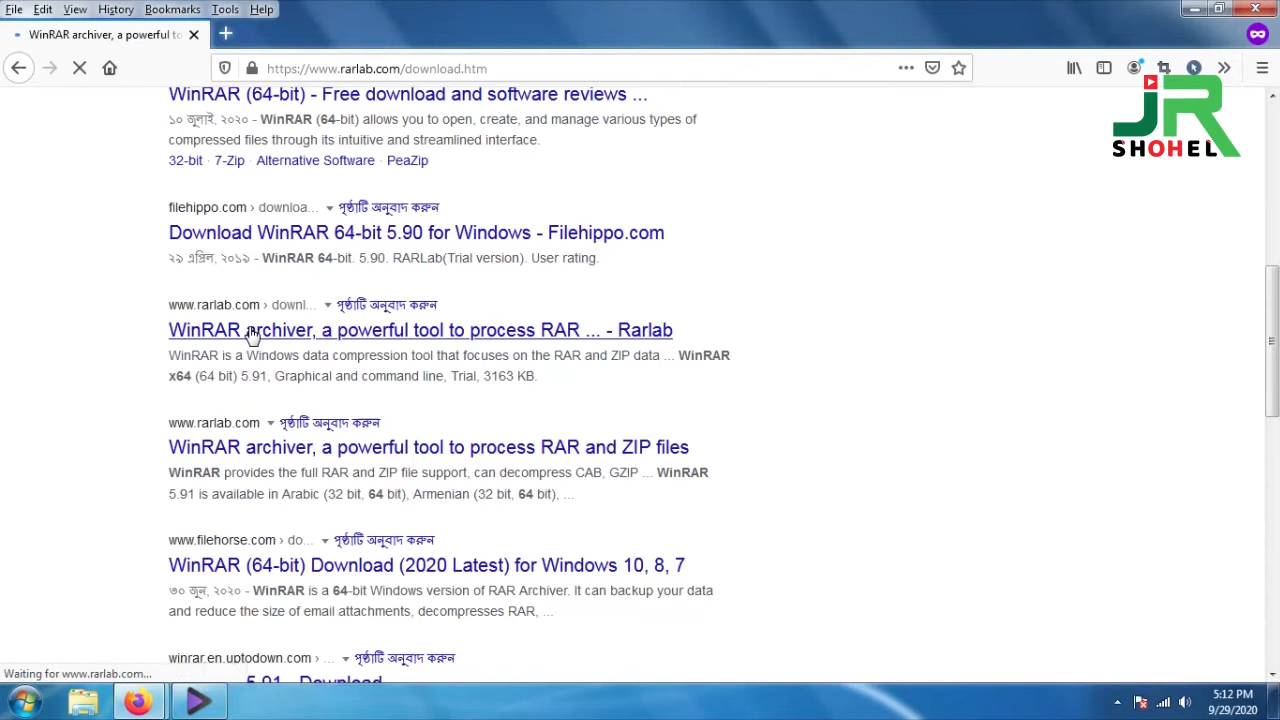 File Edit View History Bookmarks Tools Help
WinRAR archiver, a powerful to
https://www.rarlab.com/download.htm
JR
SHOHEL
WinRAR (64-bit) - Free download and software reviews ...
১০ জুলাই, ২০২০ - WinRAR (64-bit) allows you to open, create, and manage various types of
compressed files through its intuitive and streamlined interface.
32-bit · 7-Zip · Alternative Software · PeaZip
filehippo.com › downloa... পৃষ্ঠাটি অনুবাদ করুন
Download WinRAR 64-bit 5.90 for Windows - Filehippo.com
২৯ এপ্রিল, ২০১৯ - WinRAR 64-bit. 5.90. RARLab(Trial version). User rating.
www.rarlab.com › downl... পৃষ্ঠাটি অনুবাদ করুন
WinRAR archiver, a powerful tool to process RAR ... - Rarlab
WinRAR is a Windows data compression tool that focuses on the RAR and ZIP data ... WinRAR
x64 (64 bit) 5.91, Graphical and command line, Trial, 3163 KB.
www.rarlab.com পৃষ্ঠাটি অনুবাদ করুন
WinRAR archiver, a powerful tool to process RAR and ZIP files
WinRAR provides the full RAR and ZIP file support, can decompress CAB, GZIP ... WinRAR
5.91 is available in Arabic (32 bit, 64 bit), Armenian (32 bit, 64 bit), ...
www.filehorse.com › do... পৃষ্ঠাটি অনুবাদ করুন
WinRAR (64-bit) Download (2020 Latest) for Windows 10, 8, 7
৩০ জুন, ২০২০ - WinRAR is a 64-bit Windows version of RAR Archiver. It can backup your data
and reduce the size of email attachments, decompresses RAR, ...
winrar.en.uptodown.com › ... পৃষ্ঠাটি অনুবাদ করুন
5.91 - Download
Waiting for www.rarlab.com...
5:12 PM
9/29/2020